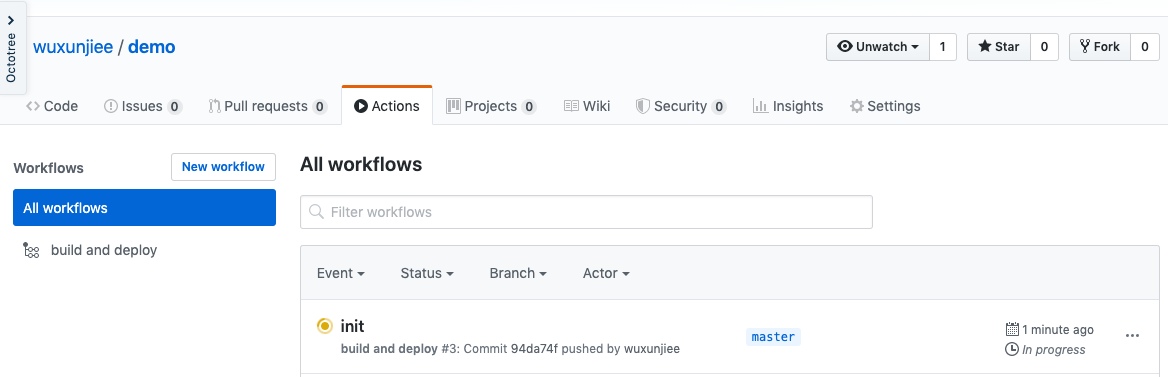 Octotree
wuxunjiee / demo
Unwatch 1 Star 0 Fork 0
Code Issues 0 Pull requests 0 Actions Projects 0 Wiki Security 0 Insights Settings
Workflows New workflow
All workflows
build and deploy
All workflows
Filter workflows
Event Status Branch Actor
init
build and deploy #3: Commit 94da74f pushed by wuxunjiee
master
1 minute ago
In progress